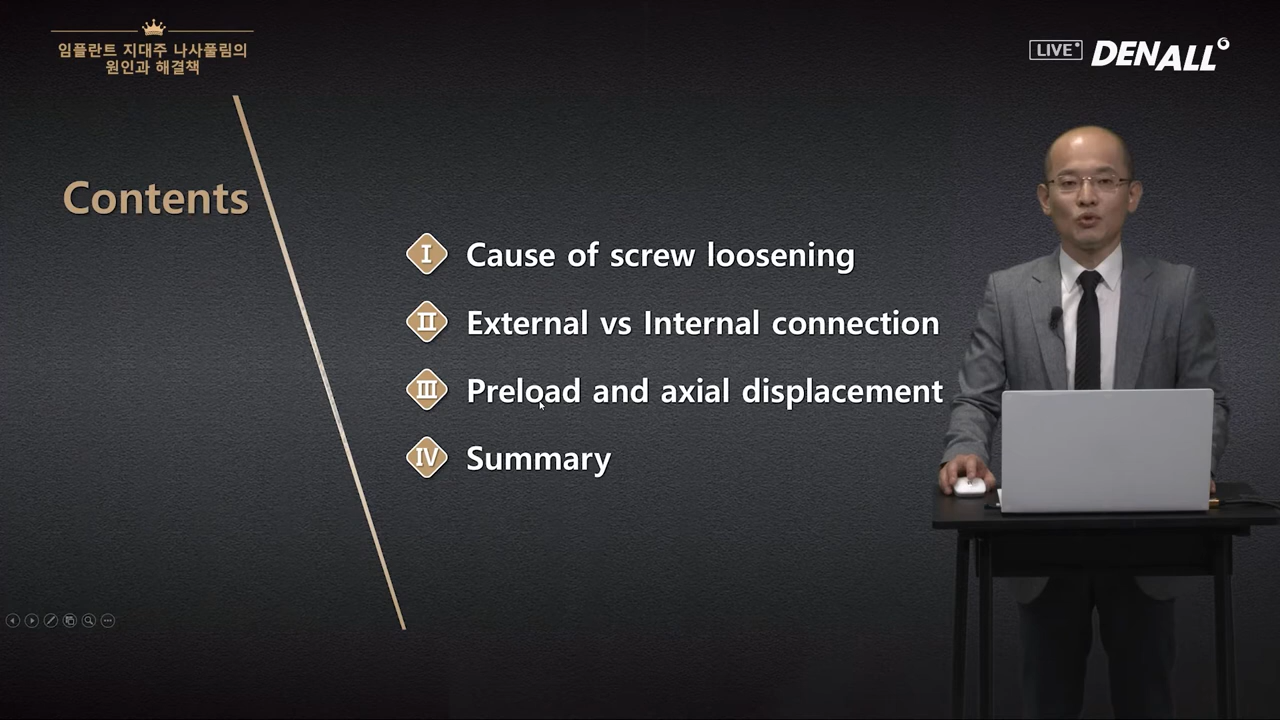 임플란트 지대주 나사풀림의
원인과 해결책
LIVE DENALL
Contents
I Cause of screw loosening
II External vs Internal connection
III Preload and axial displacement
IV Summary